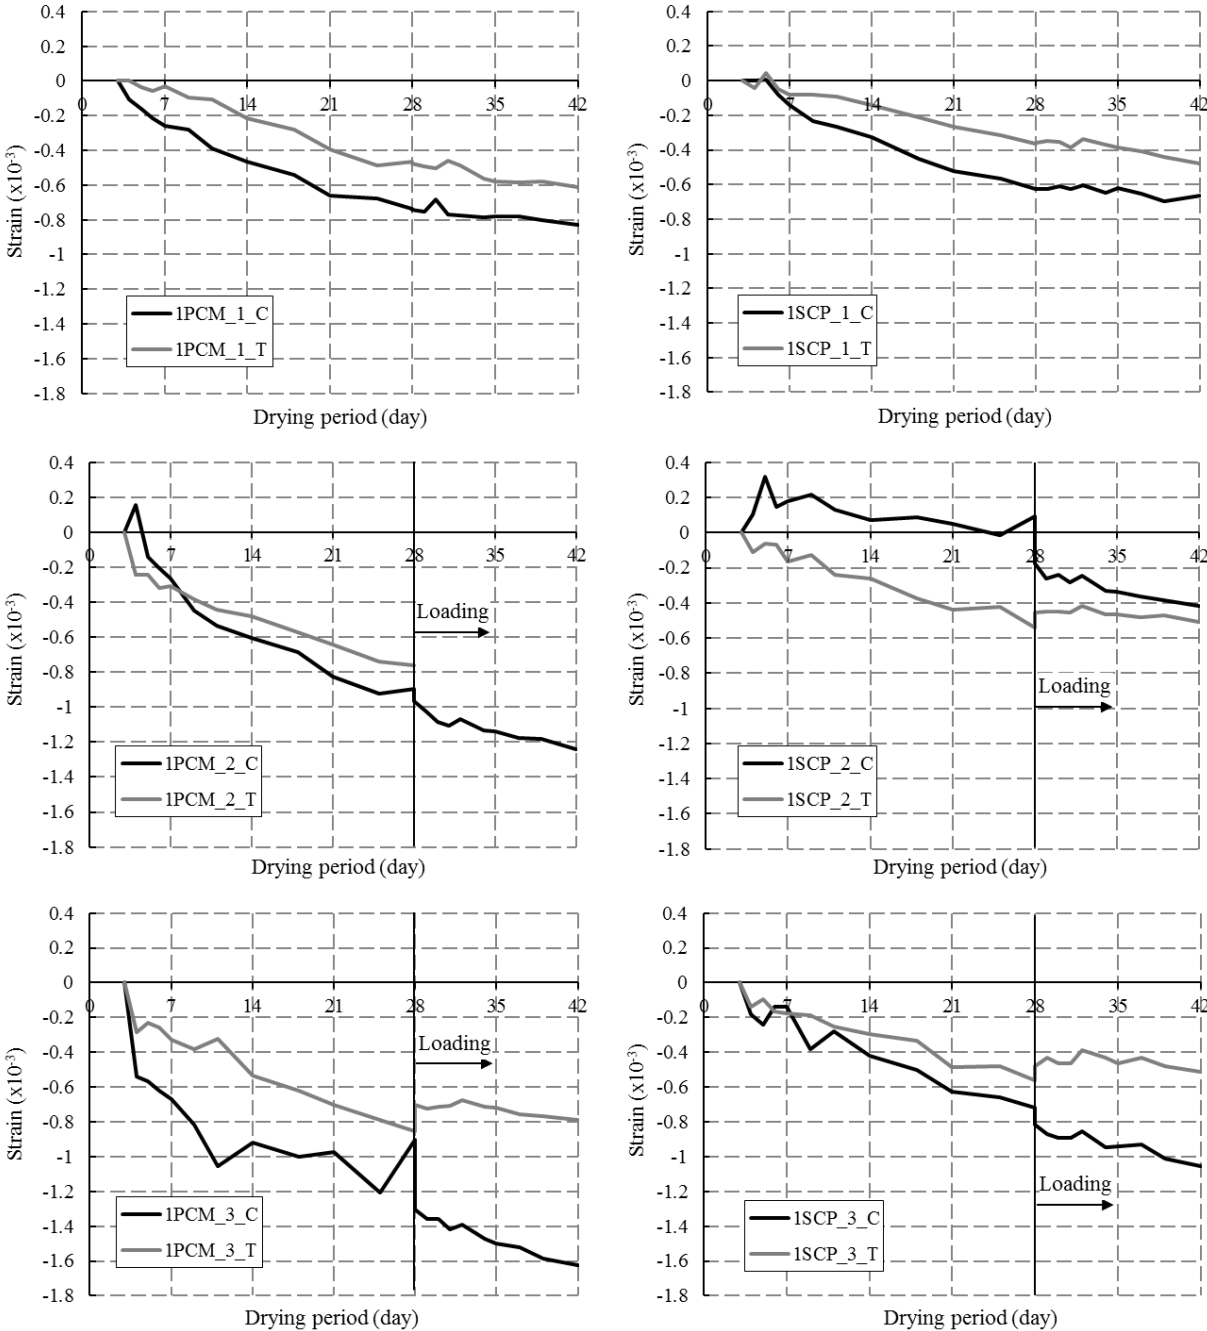 0.4
0.2
0
-0.2
-0.4
-0.6
-0.8
-1
-1.2
-1.4
-1.6
-1.8
0 7 14 21 28 35 42
Strain (x10⁻³)
1PCM_1_C
1PCM_1_T
Drying period (day)
0.4
0.2
0
-0.2
-0.4
-0.6
-0.8
-1
-1.2
-1.4
-1.6
-1.8
0 7 14 21 28 35 42
Strain (x10⁻³)
1SCP_1_C
1SCP_1_T
Drying period (day)
0.4
0.2
0
-0.2
-0.4
-0.6
-0.8
-1
-1.2
-1.4
-1.6
-1.8
0 7 14 21 28 35 42
Strain (x10⁻³)
Loading
1PCM_2_C
1PCM_2_T
Drying period (day)
0.4
0.2
0
-0.2
-0.4
-0.6
-0.8
-1
-1.2
-1.4
-1.6
-1.8
0 7 14 21 28 35 42
Strain (x10⁻³)
Loading
1SCP_2_C
1SCP_2_T
Drying period (day)
0.4
0.2
0
-0.2
-0.4
-0.6
-0.8
-1
-1.2
-1.4
-1.6
-1.8
0 7 14 21 28 35 42
Strain (x10⁻³)
Loading
1PCM_3_C
1PCM_3_T
Drying period (day)
0.4
0.2
0
-0.2
-0.4
-0.6
-0.8
-1
-1.2
-1.4
-1.6
-1.8
0 7 14 21 28 35 42
Strain (x10⁻³)
Loading
1SCP_3_C
1SCP_3_T
Drying period (day)